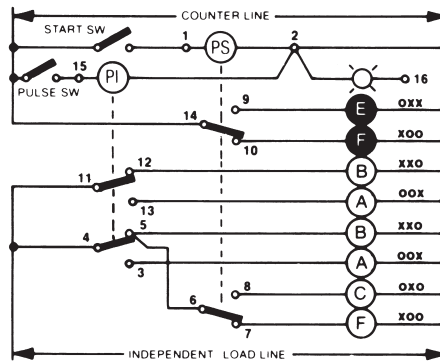 COUNTER LINE
START SW
1
PS
2
15
PI
16
PULSE SW
9
E
OXX
14
10
F
XOO
12
B
XXO
11
13
A
OOX
5
B
XXO
4
3
A
OOX
8
C
OXO
6
7
F
XOO
INDEPENDENT LOAD LINE